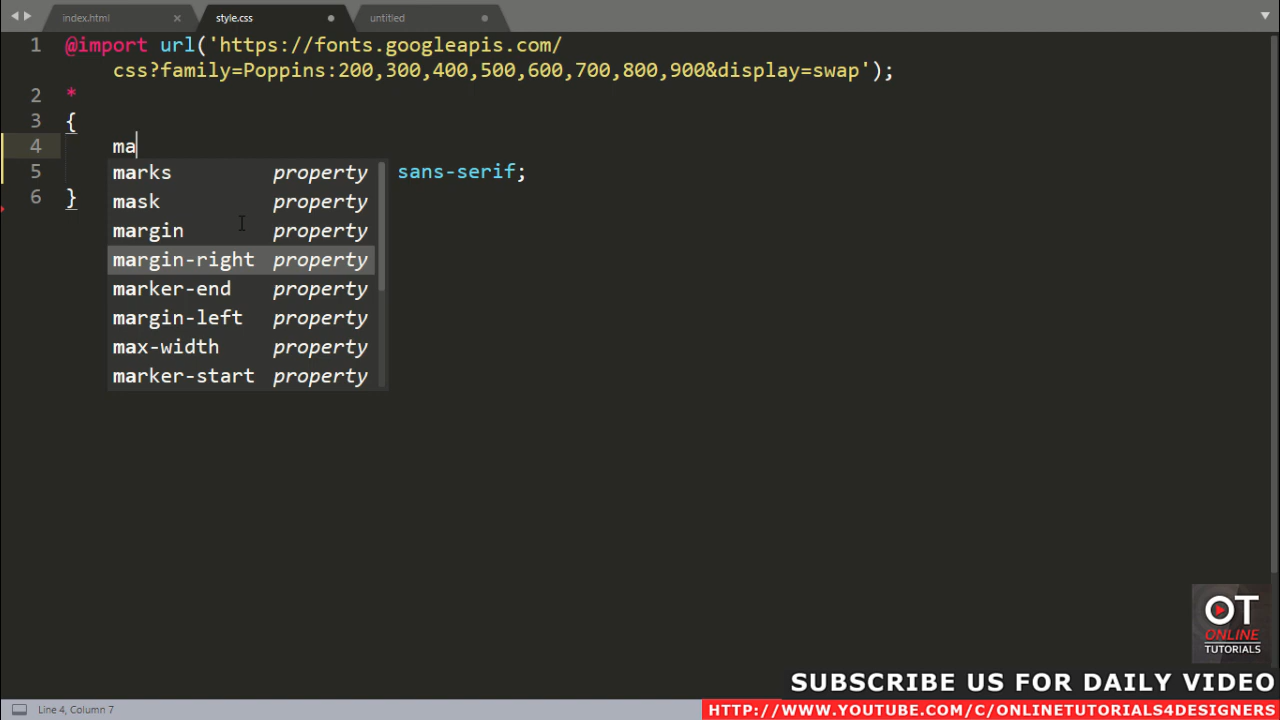 index.html × style.css untitled
1 @import url('https://fonts.googleapis.com/
css?family=Poppins:200,300,400,500,600,700,800,900&display=swap');
2 *
3 {
4 ma
5 sans-serif;
6 }
marks property
mask property
margin property
margin-right property
marker-end property
margin-left property
max-width property
marker-start property
OT
ONLINE
TUTORIALS
SUBSCRIBE US FOR DAILY VIDEO
Line 4, Column 7
HTTP://WWW.YOUTUBE.COM/C/ONLINETUTORIALS4DESIGNERS